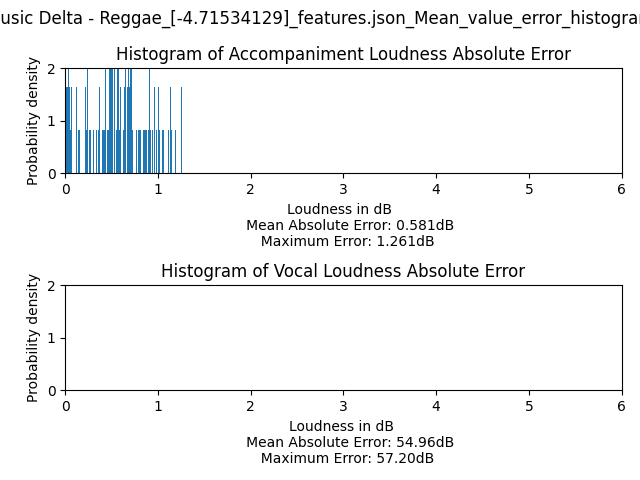 usic Delta - Reggae_[-4.71534129]_features.json_Mean_value_error_histogra
Histogram of Accompaniment Loudness Absolute Error
Probability density
2
1
0
0 1 2 3 4 5 6
Loudness in dB
Mean Absolute Error: 0.581dB
Maximum Error: 1.261dB
Histogram of Vocal Loudness Absolute Error
Probability density
2
1
0
0 1 2 3 4 5 6
Loudness in dB
Mean Absolute Error: 54.96dB
Maximum Error: 57.20dB